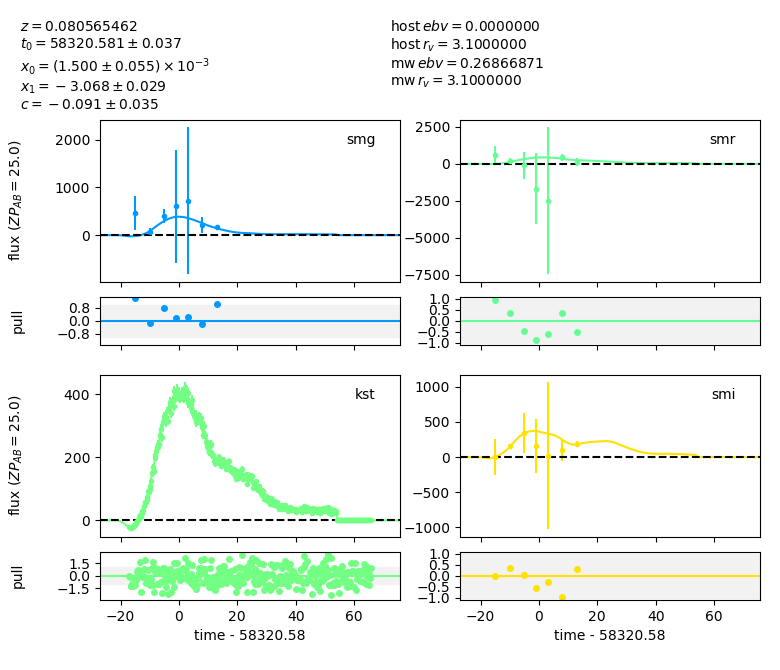 z = 0.080565462
t₀ = 58320.581 ± 0.037
x₀ = (1.500 ± 0.055) × 10⁻³
x₁ = −3.068 ± 0.029
c = −0.091 ± 0.035
host ebv = 0.0000000
host r_v = 3.1000000
mw ebv = 0.26866871
mw r_v = 3.1000000
smg
2000
1000
0
flux (ZP_AB = 25.0)
smr
2500
0
−2500
−5000
−7500
0.8
0.0
−0.8
pull
1.0
0.5
0.0
−0.5
−1.0
kst
400
200
0
flux (ZP_AB = 25.0)
smi
1000
500
0
−500
−1000
1.5
0.0
−1.5
pull
−20 0 20 40 60
time - 58320.58
1.0
0.5
0.0
−0.5
−1.0
−20 0 20 40 60
time - 58320.58